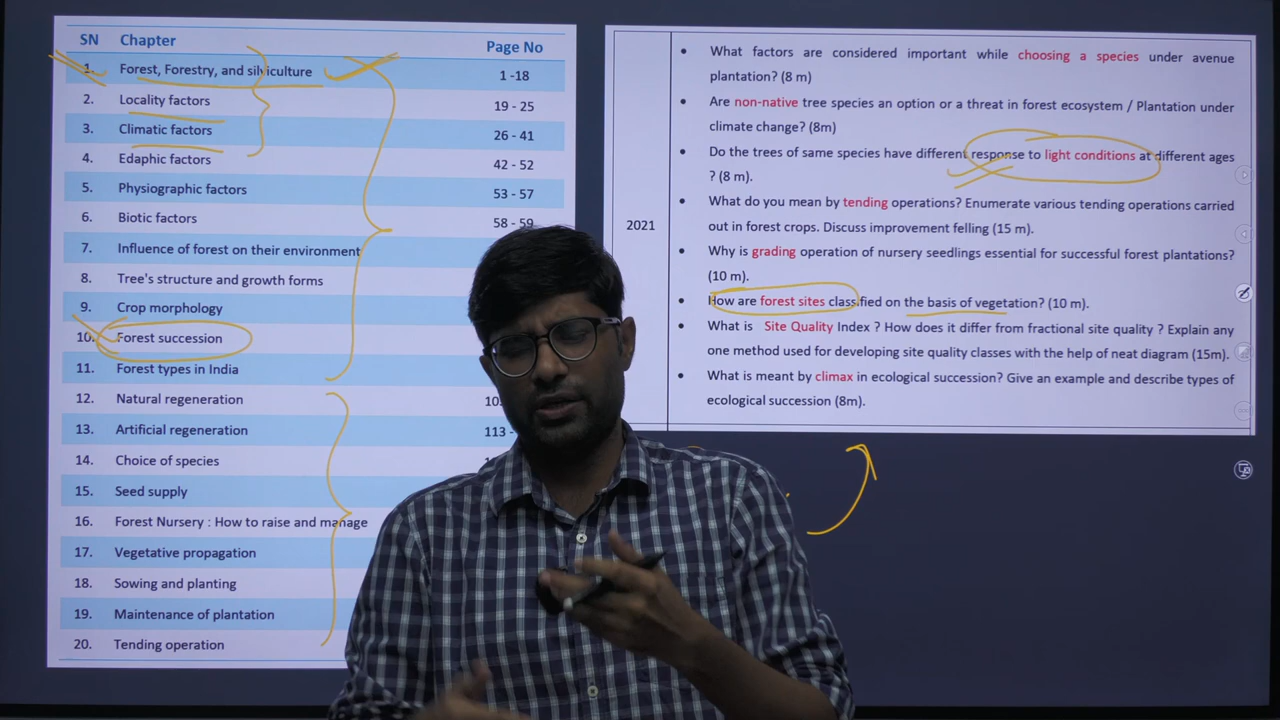 SN Chapter Page No
1. Forest, Forestry, and silviculture 1 -18
2. Locality factors 19 - 25
3. Climatic factors 26 - 41
4. Edaphic factors 42 - 52
5. Physiographic factors 53 - 57
6. Biotic factors 58 - 59
7. Influence of forest on their environment
8. Tree's structure and growth forms
9. Crop morphology
10. Forest succession
11. Forest types in India
12. Natural regeneration
13. Artificial regeneration 113 -
14. Choice of species
15. Seed supply
16. Forest Nursery : How to raise and manage
17. Vegetative propagation
18. Sowing and planting
19. Maintenance of plantation
20. Tending operation
2021
• What factors are considered important while choosing a species under avenue
plantation? (8 m)
• Are non-native tree species an option or a threat in forest ecosystem / Plantation under
climate change? (8m)
• Do the trees of same species have different response to light conditions at different ages
? (8 m).
• What do you mean by tending operations? Enumerate various tending operations carried
out in forest crops. Discuss improvement felling (15 m).
• Why is grading operation of nursery seedlings essential for successful forest plantations?
(10 m).
• How are forest sites classified on the basis of vegetation? (10 m).
• What is Site Quality Index ? How does it differ from fractional site quality ? Explain any
one method used for developing site quality classes with the help of neat diagram (15m).
• What is meant by climax in ecological succession? Give an example and describe types of
ecological succession (8m).